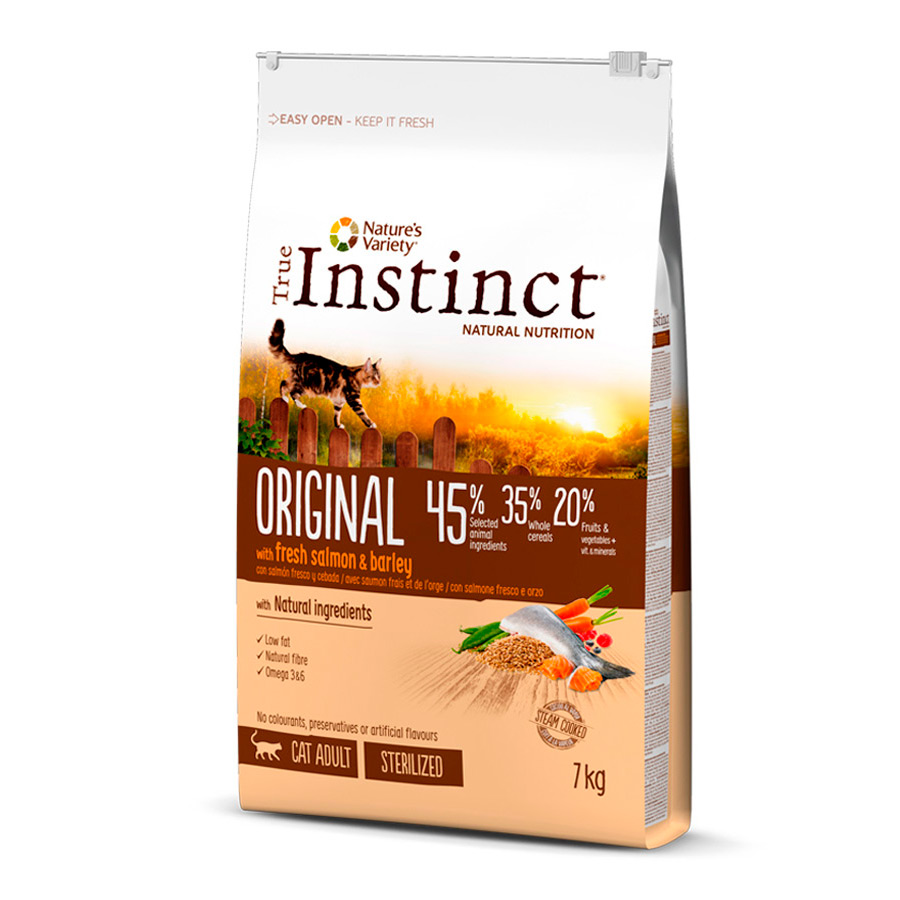 ⇨EASY OPEN – KEEP IT FRESH
Nature's
Variety®
True
Instinct®
NATURAL NUTRITION
ORIGINAL
with fresh salmon & barley
con salmón fresco y cebada / avec saumon frais et de l'orge / con salmone fresco e orzo
45%
Selected
animal
ingredients
35%
Whole
cereals
20%
Fruits &
vegetables +
vit. & minerals
with Natural ingredients
✓ Low fat
✓ Natural fibre
✓ Omega 3&6
STEAM COOKED
No colourants, preservatives or artificial flavours
CAT ADULT
STERILIZED
7 kg